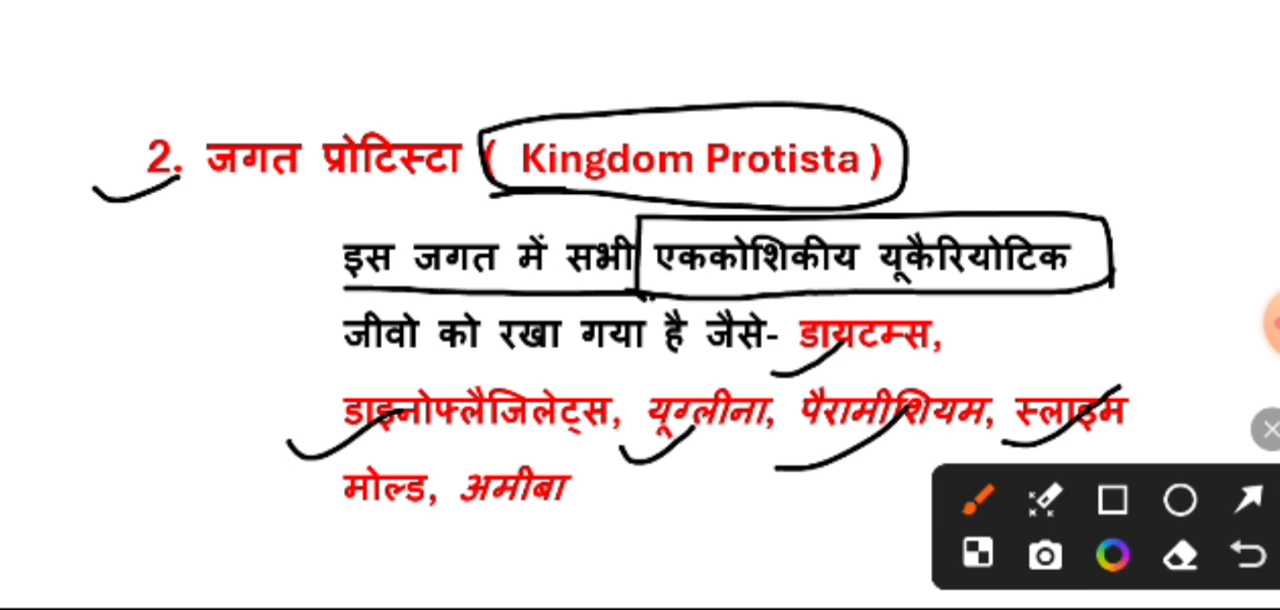 2. जगत प्रोटिस्टा ( Kingdom Protista )
इस जगत में सभी एककोशिकीय यूकैरियोटिक
जीवो को रखा गया है जैसे- डायटम्स,
डाइनोफ्लैजिलेट्स, यूग्लीना, पैरामीशियम, स्लाइम
मोल्ड, अमीबा